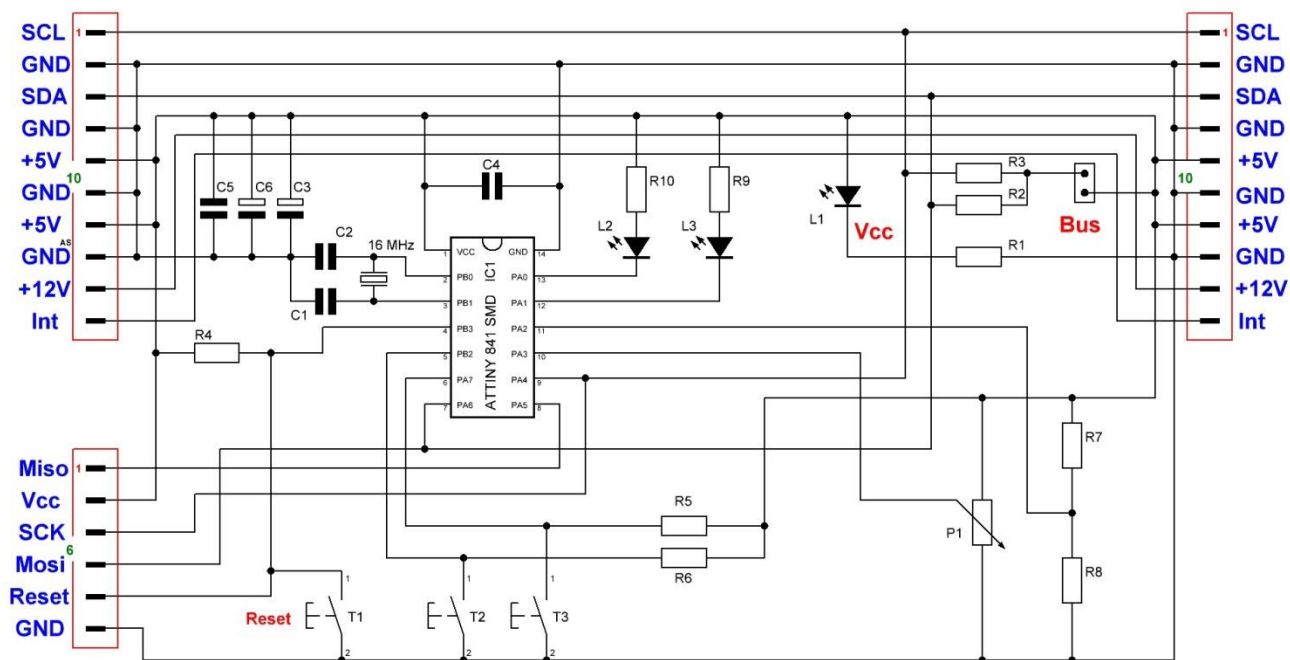 SCL
GND
SDA
GND
+5V
GND
+5V
GND
+12V
Int
1
10
AS
SCL
GND
SDA
GND
+5V
GND
+5V
GND
+12V
Int
1
10
C5
C6
C3
C4
C2
C1
16 MHz
R10
R9
L2
L3
L1
Vcc
R3
R2
Bus
R1
R4
1 VCC
2 PB0
3 PB1
4 PB3
5 PB2
6 PA7
7 PA6
ATTINY 841 SMD IC1
GND 14
PA0 13
PA1 12
PA2 11
PA3 10
PA4 9
PA5 8
Miso
Vcc
SCK
Mosi
Reset
GND
1
6
R5
R6
R7
R8
P1
Reset
1
T1
2
1
T2
2
1
T3
2